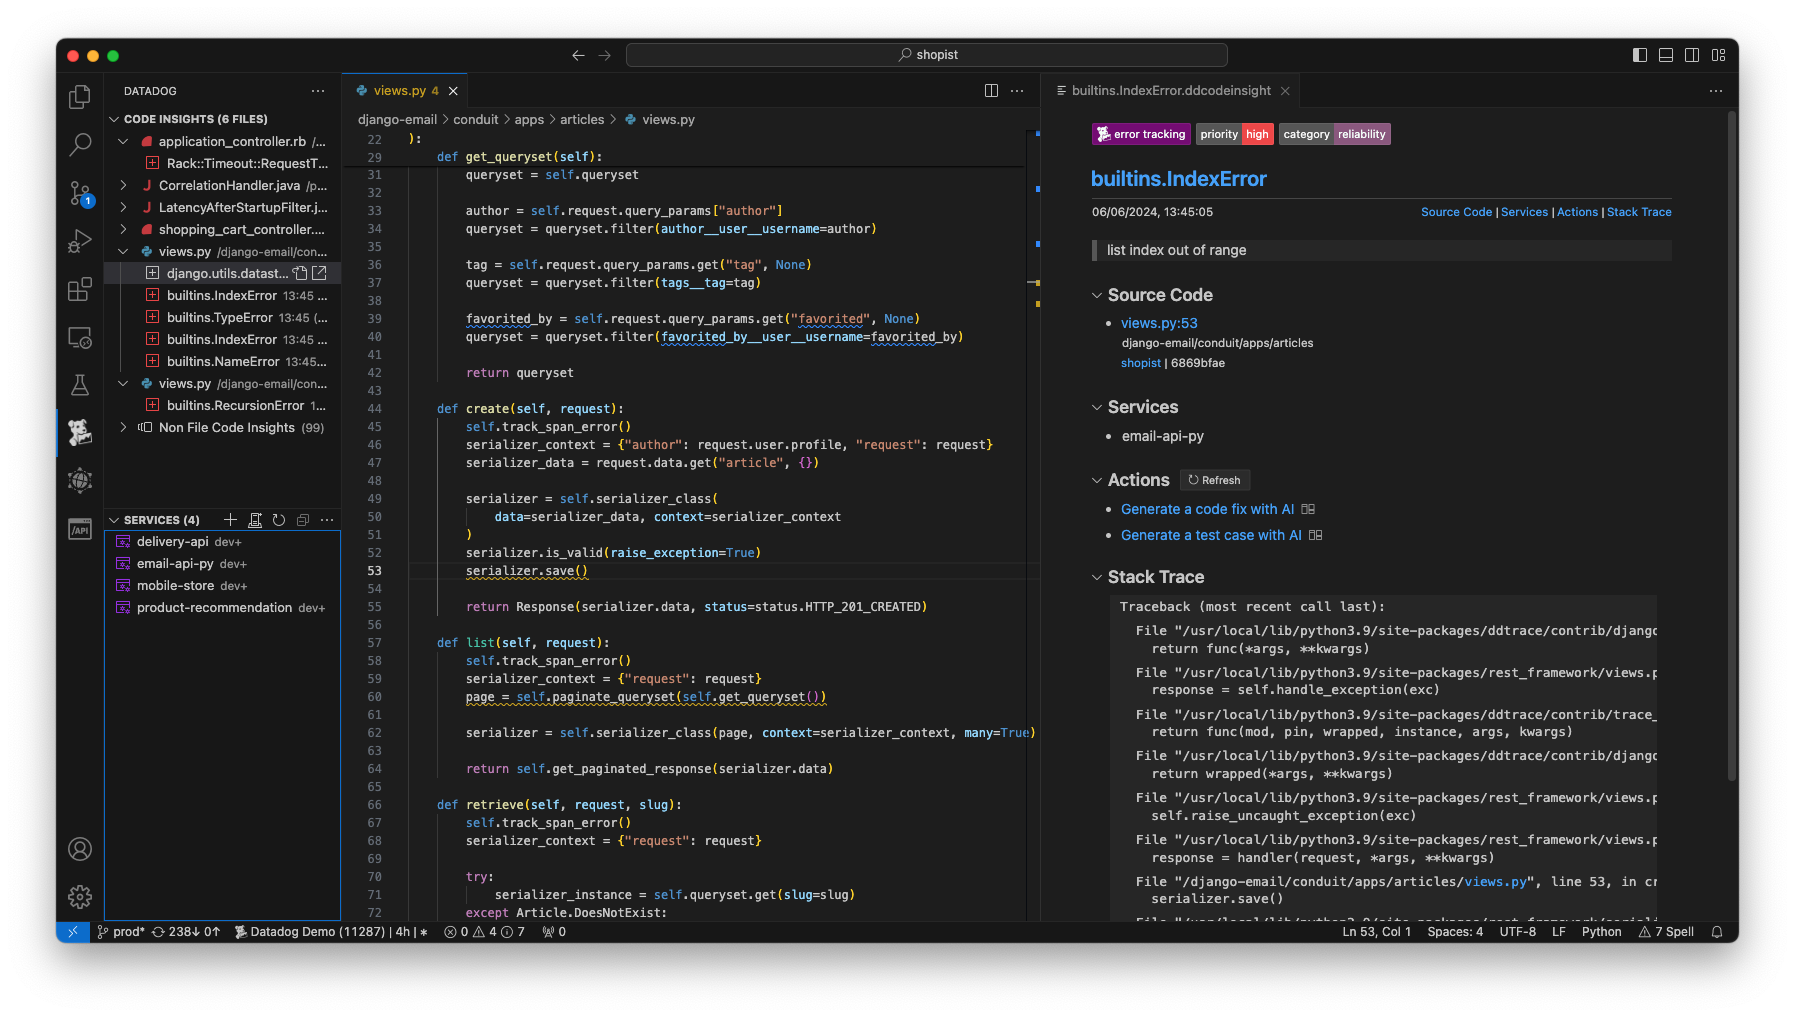 shopist
DATADOG
CODE INSIGHTS (6 FILES)
application_controller.rb /...
Rack::Timeout::RequestT...
CorrelationHandler.java /p...
LatencyAfterStartupFilter.j...
shopping_cart_controller....
views.py /django-email/con...
django.utils.datast...
builtins.IndexError 13:45 ...
builtins.TypeError 13:45 (...
builtins.IndexError 13:45 ...
builtins.NameError 13:45...
views.py /django-email/con...
builtins.RecursionError 1...
Non File Code Insights (99)
1
/API
SERVICES (4)
delivery-api dev+
email-api-py dev+
mobile-store dev+
product-recommendation dev+
views.py 4
django-email > conduit > apps > articles > views.py
22 ):
29 def get_queryset(self):
31 queryset = self.queryset
32
33 author = self.request.query_params["author"]
34 queryset = queryset.filter(author__user__username=author)
35
36 tag = self.request.query_params.get("tag", None)
37 queryset = queryset.filter(tags__tag=tag)
38
39 favorited_by = self.request.query_params.get("favorited", None)
40 queryset = queryset.filter(favorited_by__user__username=favorited_by)
41
42 return queryset
43
44 def create(self, request):
45 self.track_span_error()
46 serializer_context = {"author": request.user.profile, "request": request}
47 serializer_data = request.data.get("article", {})
48
49 serializer = self.serializer_class(
50 data=serializer_data, context=serializer_context
51 )
52 serializer.is_valid(raise_exception=True)
53 serializer.save()
54
55 return Response(serializer.data, status=status.HTTP_201_CREATED)
56
57 def list(self, request):
58 self.track_span_error()
59 serializer_context = {"request": request}
60 page = self.paginate_queryset(self.get_queryset())
61
62 serializer = self.serializer_class(page, context=serializer_context, many=True)
63
64 return self.get_paginated_response(serializer.data)
65
66 def retrieve(self, request, slug):
67 self.track_span_error()
68 serializer_context = {"request": request}
69
70 try:
71 serializer_instance = self.queryset.get(slug=slug)
72 except Article.DoesNotExist:
builtins.IndexError.ddcodeinsight
error tracking priority high category reliability
builtins.IndexError
06/06/2024, 13:45:05 Source Code | Services | Actions | Stack Trace
list index out of range
Source Code
views.py:53
django-email/conduit/apps/articles
shopist | 6869bfae
Services
email-api-py
Actions Refresh
Generate a code fix with AI
Generate a test case with AI
Stack Trace
Traceback (most recent call last):
File "/usr/local/lib/python3.9/site-packages/ddtrace/contrib/django
return func(*args, **kwargs)
File "/usr/local/lib/python3.9/site-packages/rest_framework/views.p
response = self.handle_exception(exc)
File "/usr/local/lib/python3.9/site-packages/ddtrace/contrib/trace_
return func(mod, pin, wrapped, instance, args, kwargs)
File "/usr/local/lib/python3.9/site-packages/ddtrace/contrib/django
return wrapped(*args, **kwargs)
File "/usr/local/lib/python3.9/site-packages/rest_framework/views.p
self.raise_uncaught_exception(exc)
File "/usr/local/lib/python3.9/site-packages/rest_framework/views.p
response = handler(request, *args, **kwargs)
File "/django-email/conduit/apps/articles/views.py", line 53, in cr
serializer.save()
prod* 238↓ 0↑ Datadog Demo (11287) | 4h | * 0 4 7 0
Ln 53, Col 1 Spaces: 4 UTF-8 LF Python 7 Spell